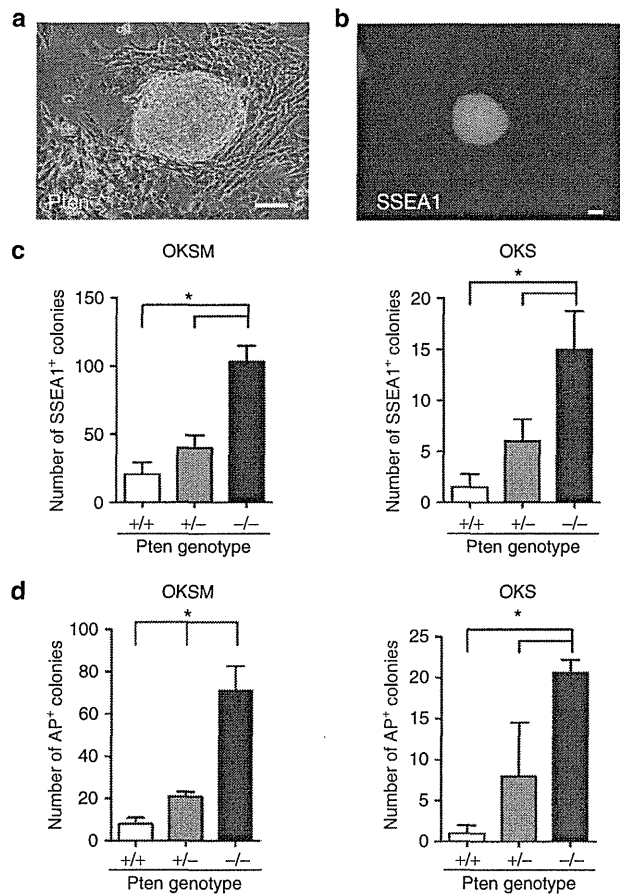 a
b
Pten⁻
SSEA1
c
OKSM
OKS
Number of SSEA1⁺ colonies
150
100
50
0
+/+ +/− −/−
Pten genotype
*
Number of SSEA1⁺ colonies
20
15
10
5
0
+/+ +/− −/−
Pten genotype
*
d
OKSM
OKS
Number of AP⁺ colonies
100
80
60
40
20
0
+/+ +/− −/−
Pten genotype
*
Number of AP⁺ colonies
25
20
15
10
5
0
+/+ +/− −/−
Pten genotype
*